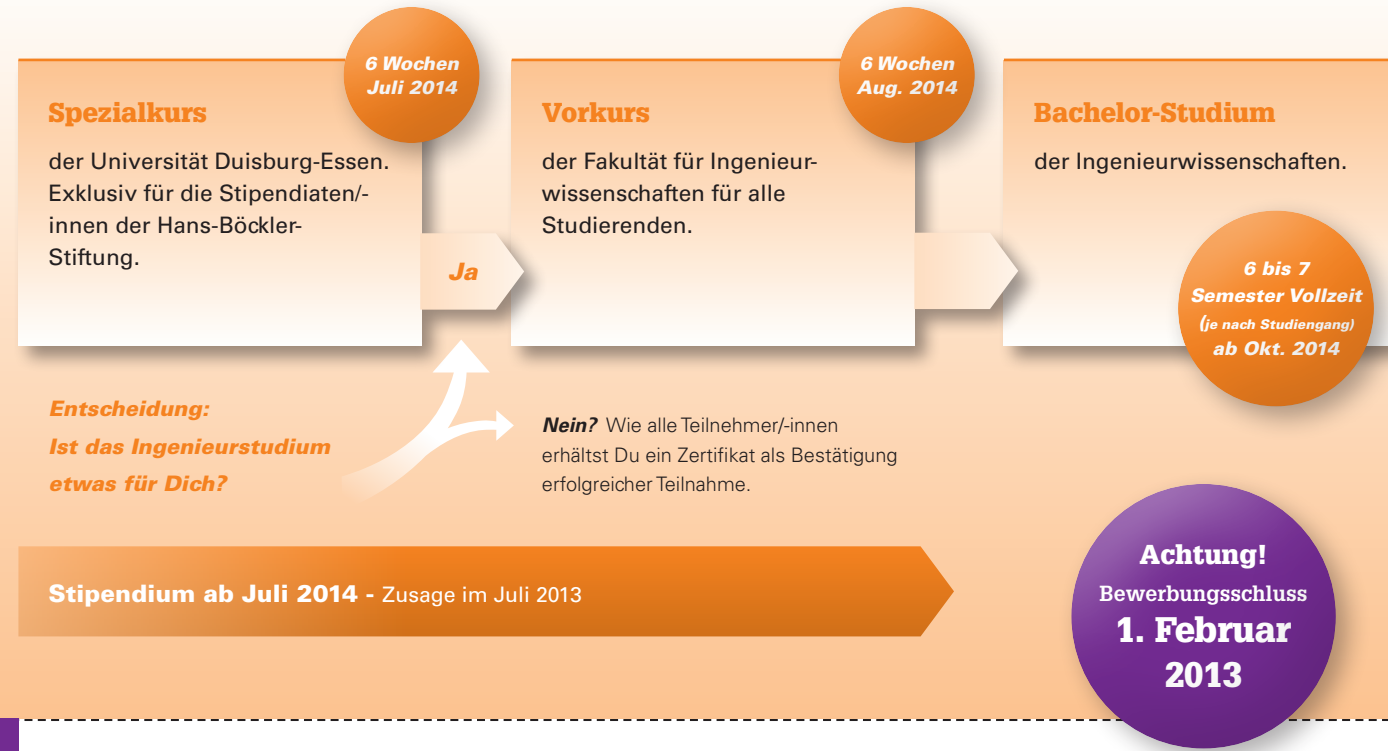 6 Wochen
Juli 2014
Spezialkurs
der Universität Duisburg-Essen.
Exklusiv für die Stipendiaten/-
innen der Hans-Böckler-
Stiftung.
Ja
6 Wochen
Aug. 2014
Vorkurs
der Fakultät für Ingenieur-
wissenschaften für alle
Studierenden.
Bachelor-Studium
der Ingenieurwissenschaften.
6 bis 7
Semester Vollzeit
(je nach Studiengang)
ab Okt. 2014
Entscheidung:
Ist das Ingenieurstudium
etwas für Dich?
Nein? Wie alle Teilnehmer/-innen
erhältst Du ein Zertifikat als Bestätigung
erfolgreicher Teilnahme.
Stipendium ab Juli 2014 - Zusage im Juli 2013
Achtung!
Bewerbungsschluss
1. Februar
2013